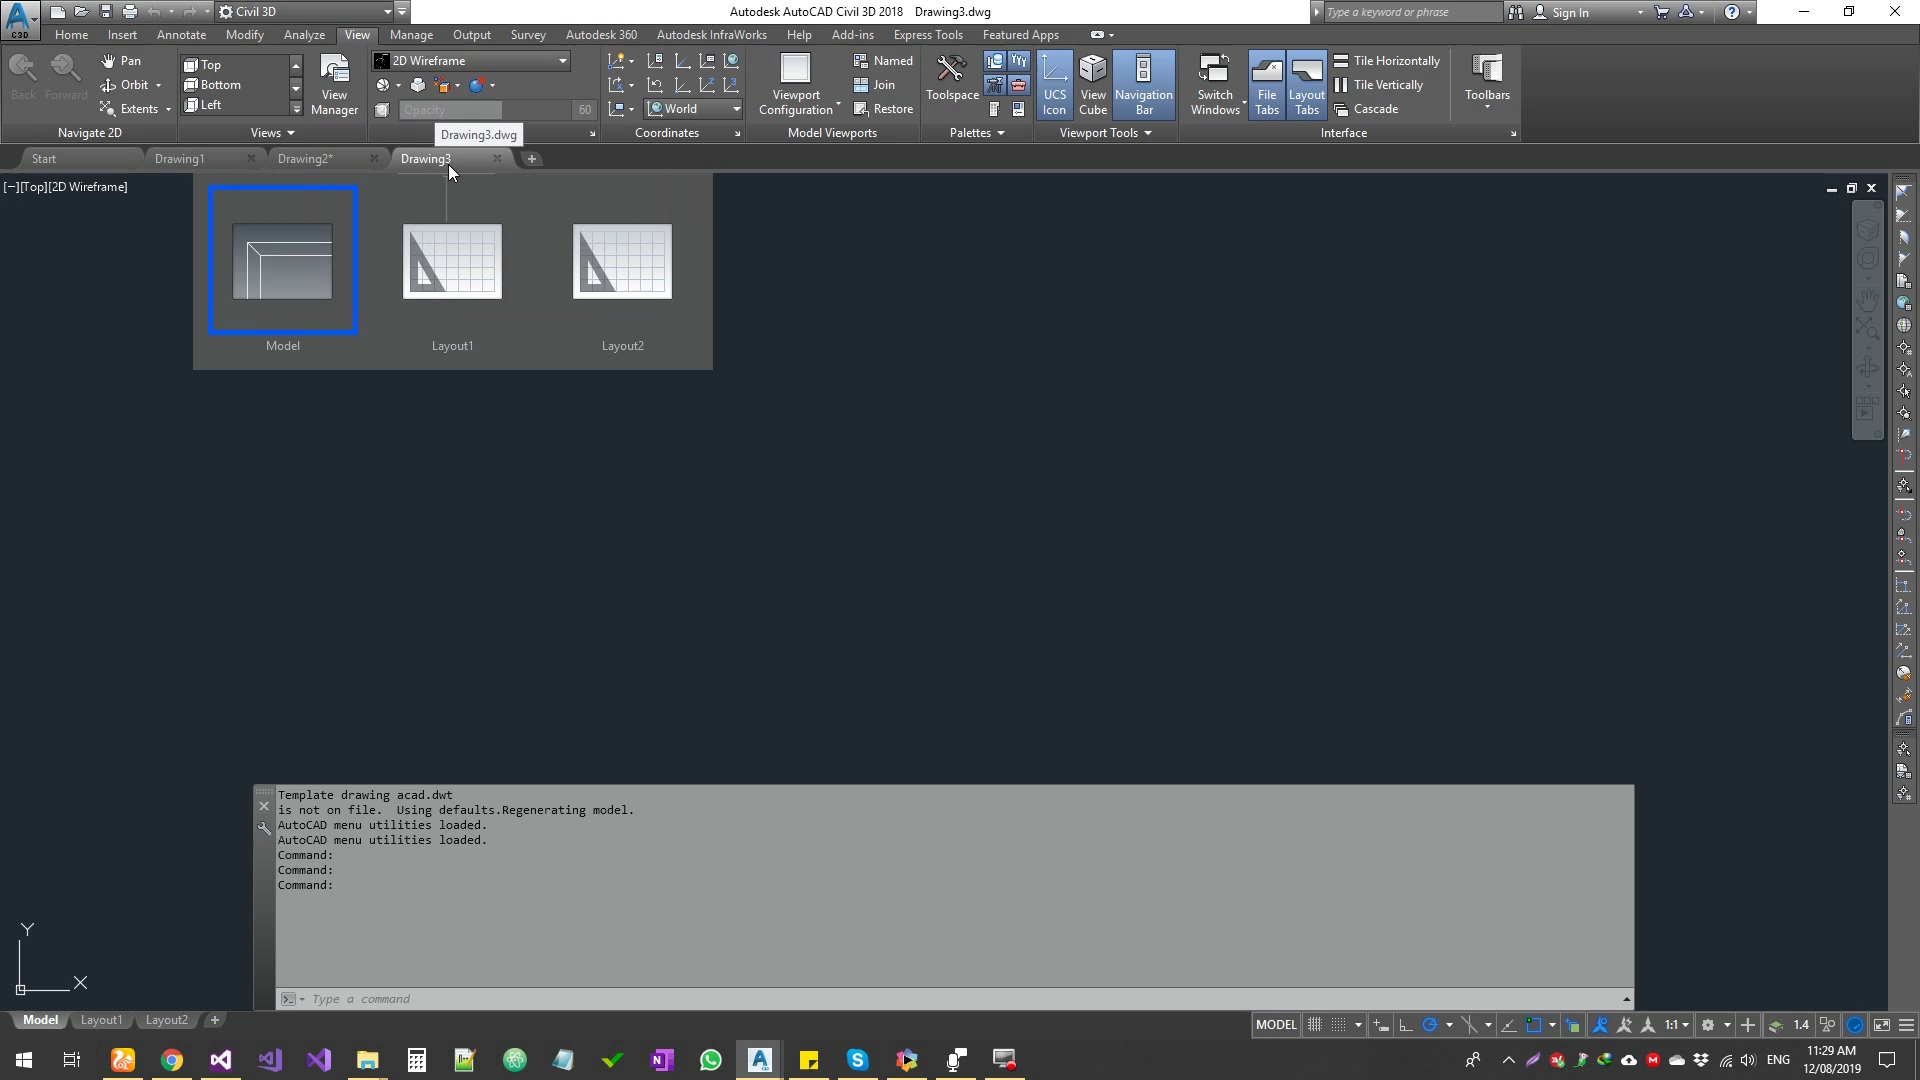 Civil 3D
Autodesk AutoCAD Civil 3D 2018 Drawing3.dwg
Type a keyword or phrase
Sign In
C3D
Home Insert Annotate Modify Analyze View Manage Output Survey Autodesk 360 Autodesk InfraWorks Help Add-ins Express Tools Featured Apps
Back
Forward
Pan
Orbit
Extents
Navigate 2D
Top
Bottom
Left
View
Manager
Views
2D Wireframe
Opacity 60
World
Coordinates
Viewport
Configuration
Named
Join
Restore
Model Viewports
Toolspace
Palettes
UCS
Icon
View
Cube
Navigation
Bar
Viewport Tools
Switch
Windows
File
Tabs
Layout
Tabs
Tile Horizontally
Tile Vertically
Cascade
Interface
Toolbars
Drawing3.dwg
Start Drawing1 Drawing2* Drawing3
[−][Top][2D Wireframe]
Model Layout1 Layout2
Template drawing acad.dwt
is not on file.  Using defaults.Regenerating model.
AutoCAD menu utilities loaded.
AutoCAD menu utilities loaded.
Command:
Command:
Command:
Type a command
Y
X
Model Layout1 Layout2
MODEL 1:1 1.4
ENG
11:29 AM
12/08/2019